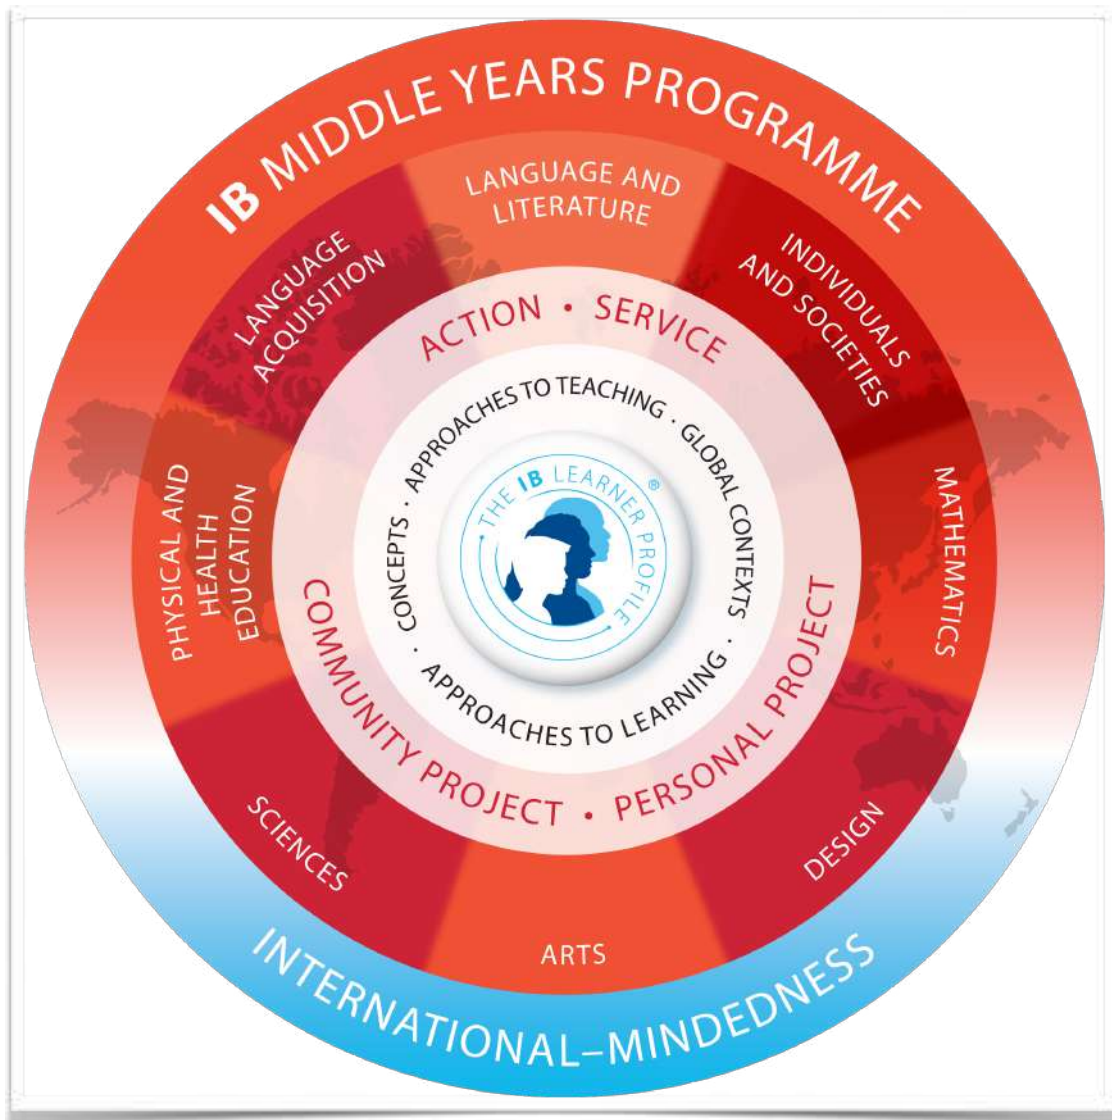 IB MIDDLE YEARS PROGRAMME
LANGUAGE AND
LITERATURE
INDIVIDUALS
AND SOCIETIES
MATHEMATICS
DESIGN
ARTS
SCIENCES
PHYSICAL AND
HEALTH
EDUCATION
LANGUAGE
ACQUISITION
ACTION • SERVICE
COMMUNITY PROJECT • PERSONAL PROJECT
APPROACHES TO TEACHING · GLOBAL CONTEXTS ·
CONCEPTS ·
· APPROACHES TO LEARNING
THE IB LEARNER PROFILE ®
INTERNATIONAL–MINDEDNESS